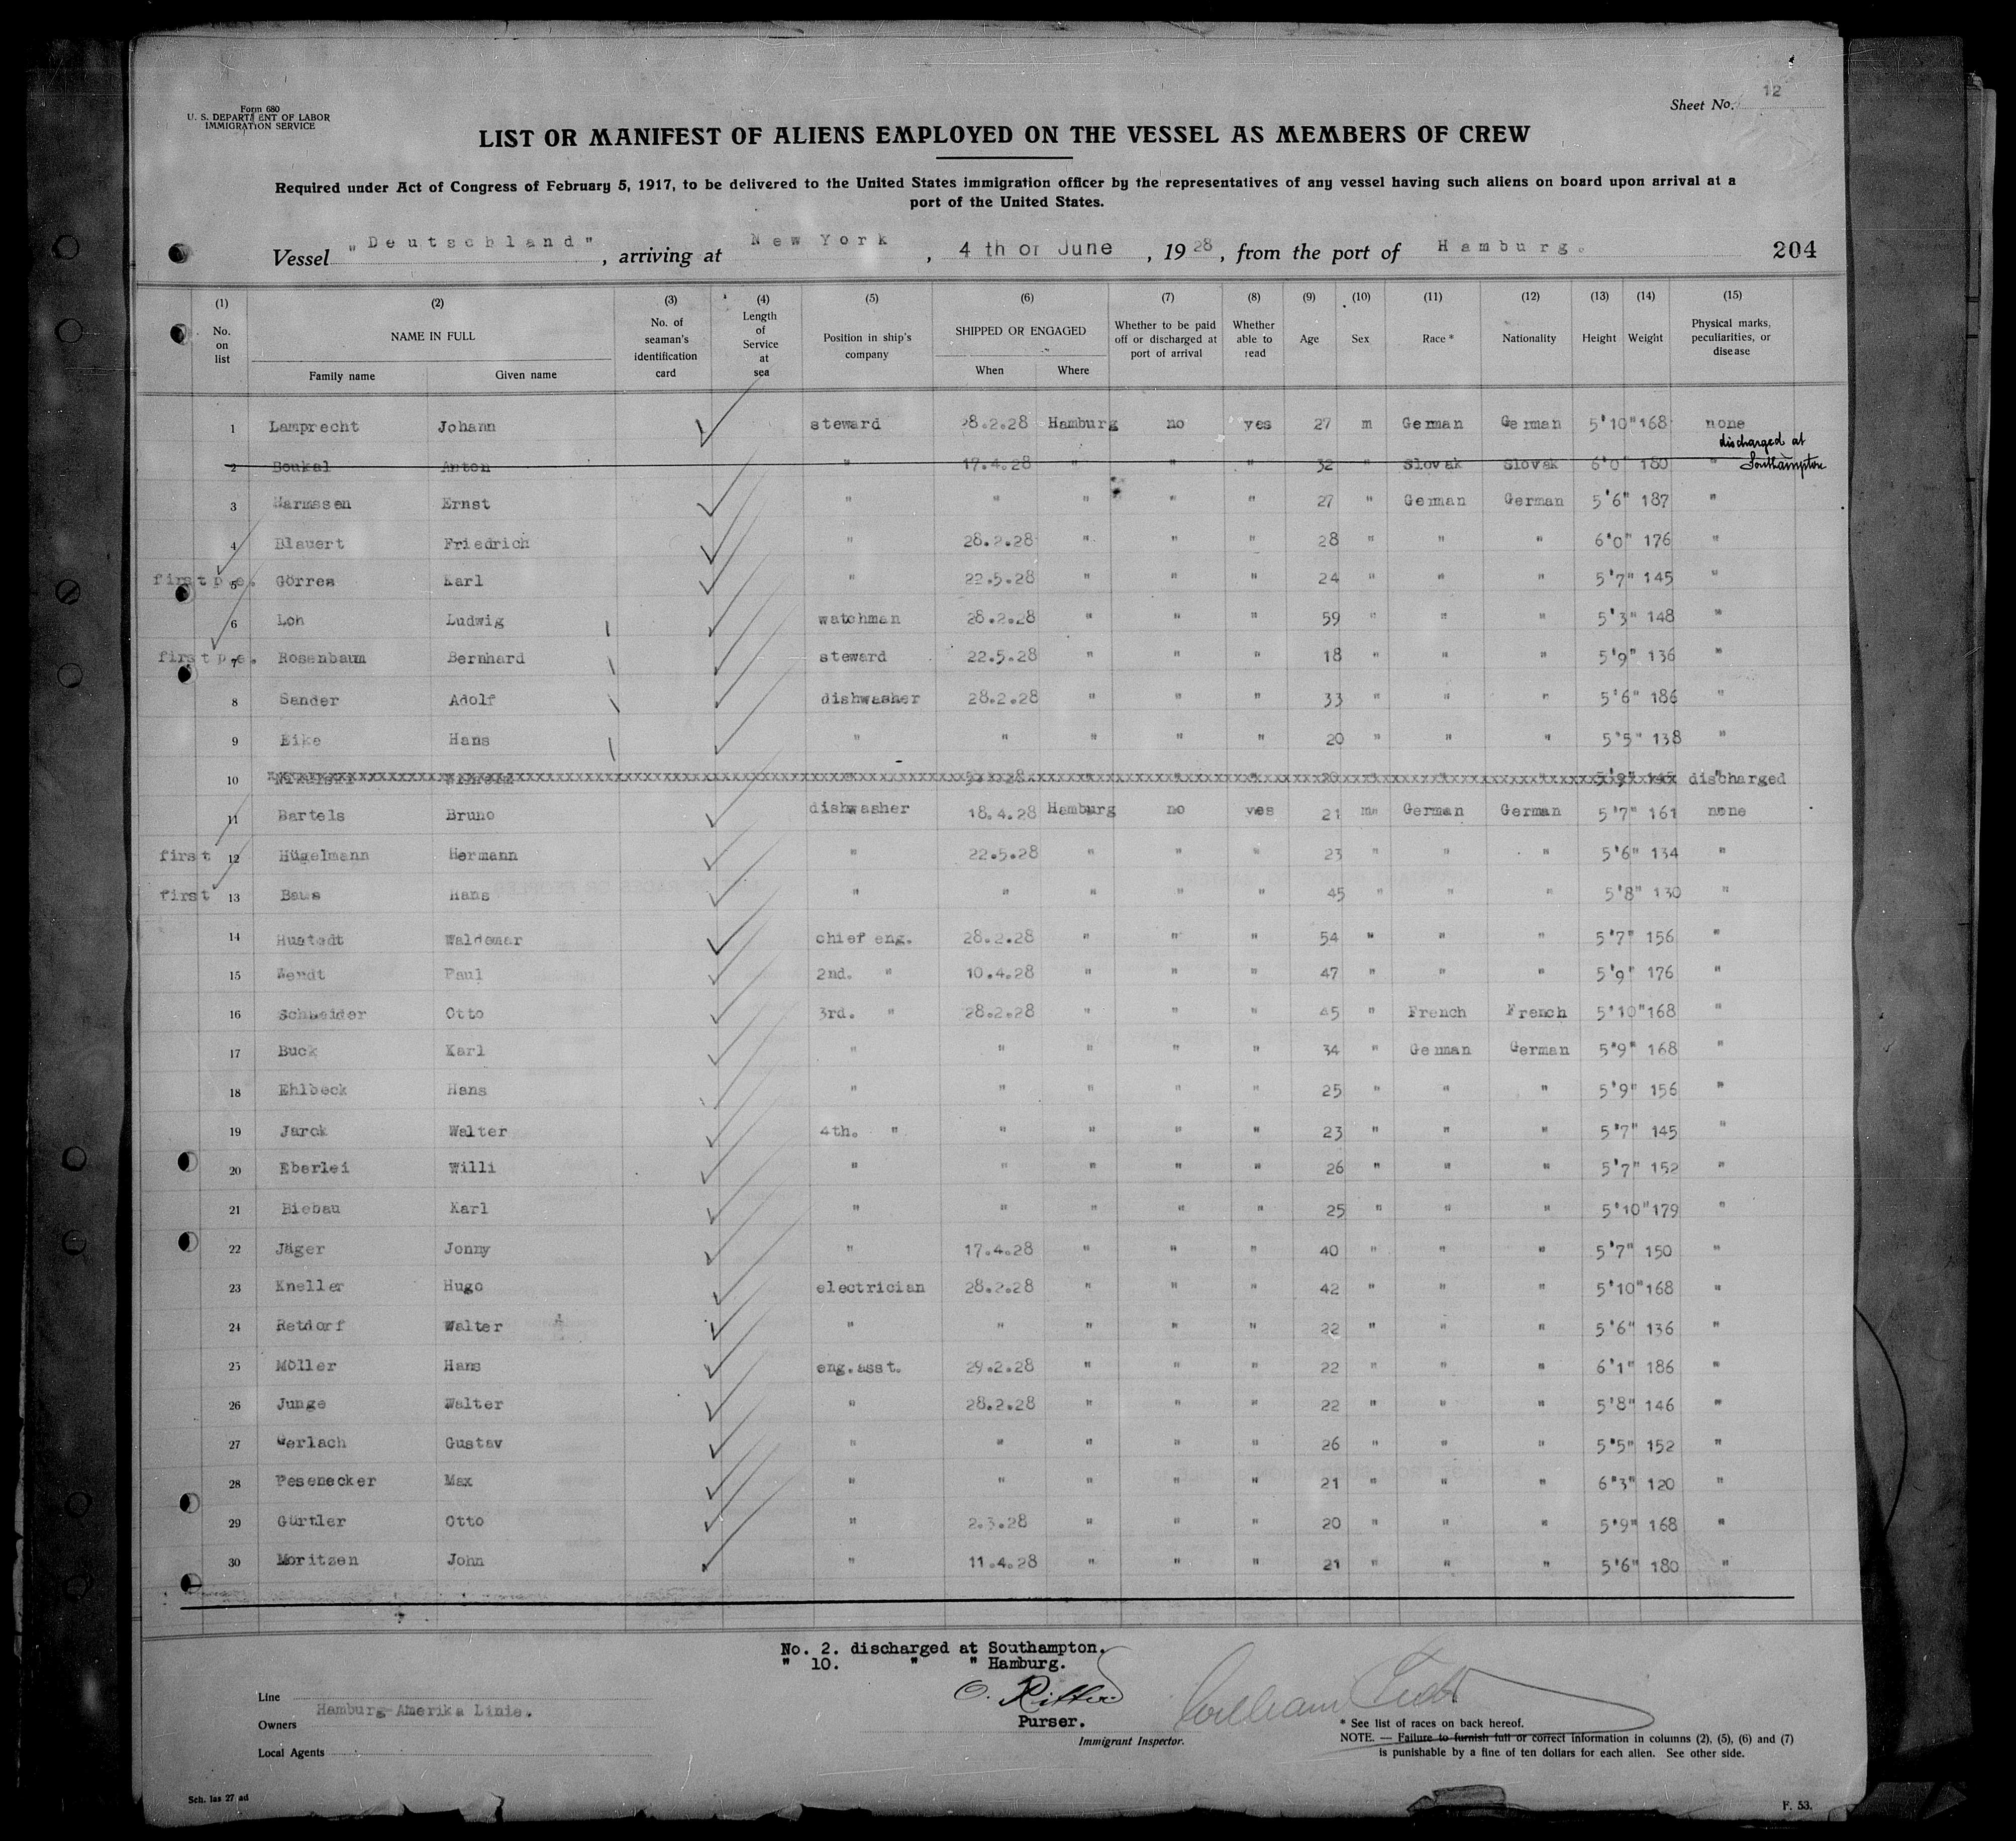 Form 680
U. S. DEPARTMENT OF LABOR
IMMIGRATION SERVICE
Sheet No. 12
LIST OR MANIFEST OF ALIENS EMPLOYED ON THE VESSEL AS MEMBERS OF CREW
Required under Act of Congress of February 5, 1917, to be delivered to the United States immigration officer by the representatives of any vessel having such aliens on board upon arrival at a
port of the United States.
Vessel "Deutschland", arriving at New York, 4 th of June, 1928, from the port of Hamburg. 204
(1) (2) (3) (4) (5) (6) (7) (8) (9) (10) (11) (12) (13) (14) (15)
No. on list NAME IN FULL Family name Given name No. of seaman's identification card Length of Service at sea Position in ship's company SHIPPED OR ENGAGED When Where Whether to be paid off or discharged at port of arrival Whether able to read Age Sex Race * Nationality Height Weight Physical marks, peculiarities, or disease
1 Lamprecht Johann steward 28.2.28 Hamburg no yes 27 m German German 5'10" 168 none
discharged at
2 Boukal Anton " 17.4.28 " " " 32 " Slovak Slovak 6'0" 180 " Southampton
3 Harmssen Ernst " " " " " 27 " German German 5'6" 187 "
4 Blauert Friedrich " 28.2.28 " " " 28 " " " 6'0" 176 "
first p.e. 5 Görres Karl " 22.5.28 " " " 24 " " " 5'7" 145 "
6 Loh Ludwig watchman 28.2.28 " " " 59 " " " 5'3" 148 "
first p.e. 7 Rosenbaum Bernhard steward 22.5.28 " " " 18 " " " 5'9" 136 "
8 Sander Adolf dishwasher 28.2.28 " " " 33 " " " 5'6" 186 "
9 Eike Hans " " " " " 20 " " " 5'5" 138 "
10 discharged
11 Bartels Bruno dishwasher 18.4.28 Hamburg no yes 21 m" German German 5'7" 161 none
first 12 Hügelmann Hermann " 22.5.28 " " " 23 " " " 5'6" 134 "
first 13 Baus Hans " " " " " 45 " " " 5'8" 130 "
14 Hustedt Waldemar chief eng. 28.2.28 " " " 54 " " " 5'7" 156 "
15 Wendt Paul 2nd. " 10.4.28 " " " 47 " " " 5'9" 176 "
16 Schneider Otto 3rd. " 28.2.28 " " " 45 " French French 5'10" 168 "
17 Buck Karl " " " " " 34 " German German 5'9" 168 "
18 Ehlbeck Hans " " " " " 25 " " " 5'9" 156 "
19 Jarck Walter 4th. " " " " " 23 " " " 5'7" 145 "
20 Eberlei Willi " " " " " 26 " " " 5'7" 152 "
21 Biebau Karl " " " " " 25 " " " 5'10" 179 "
22 Jäger Jonny " 17.4.28 " " " 40 " " " 5'7" 150 "
23 Kneller Hugo electrician 28.2.28 " " " 42 " " " 5'10" 168 "
24 Retdorf Walter " " " " " 22 " " " 5'6" 136 "
25 Möller Hans eng.asst. 29.2.28 " " " 22 " " " 6'1" 186 "
26 Junge Walter " 28.2.28 " " " 22 " " " 5'8" 146 "
27 Gerlach Gustav " " " " " 26 " " " 5"5" 152 "
28 Pesenecker Max " " " " " 21 " " " 6"3" 120 "
29 Gürtler Otto " 2.3.28 " " " 20 " " " 5"9" 168 "
30 Moritzen John " 11.4.28 " " " 21 " " " 5'6" 180 "
No. 2. discharged at Southampton.
" 10. " " Hamburg.
Line
Hamburg-Amerika Linie.
O. Ritter
Owners
Purser.
Immigrant Inspector.
Local Agents
* See list of races on back hereof.
NOTE. — Failure to furnish full or correct information in columns (2), (5), (6) and (7)
is punishable by a fine of ten dollars for each alien. See other side.
Sch. las 27 ad
F. 53.